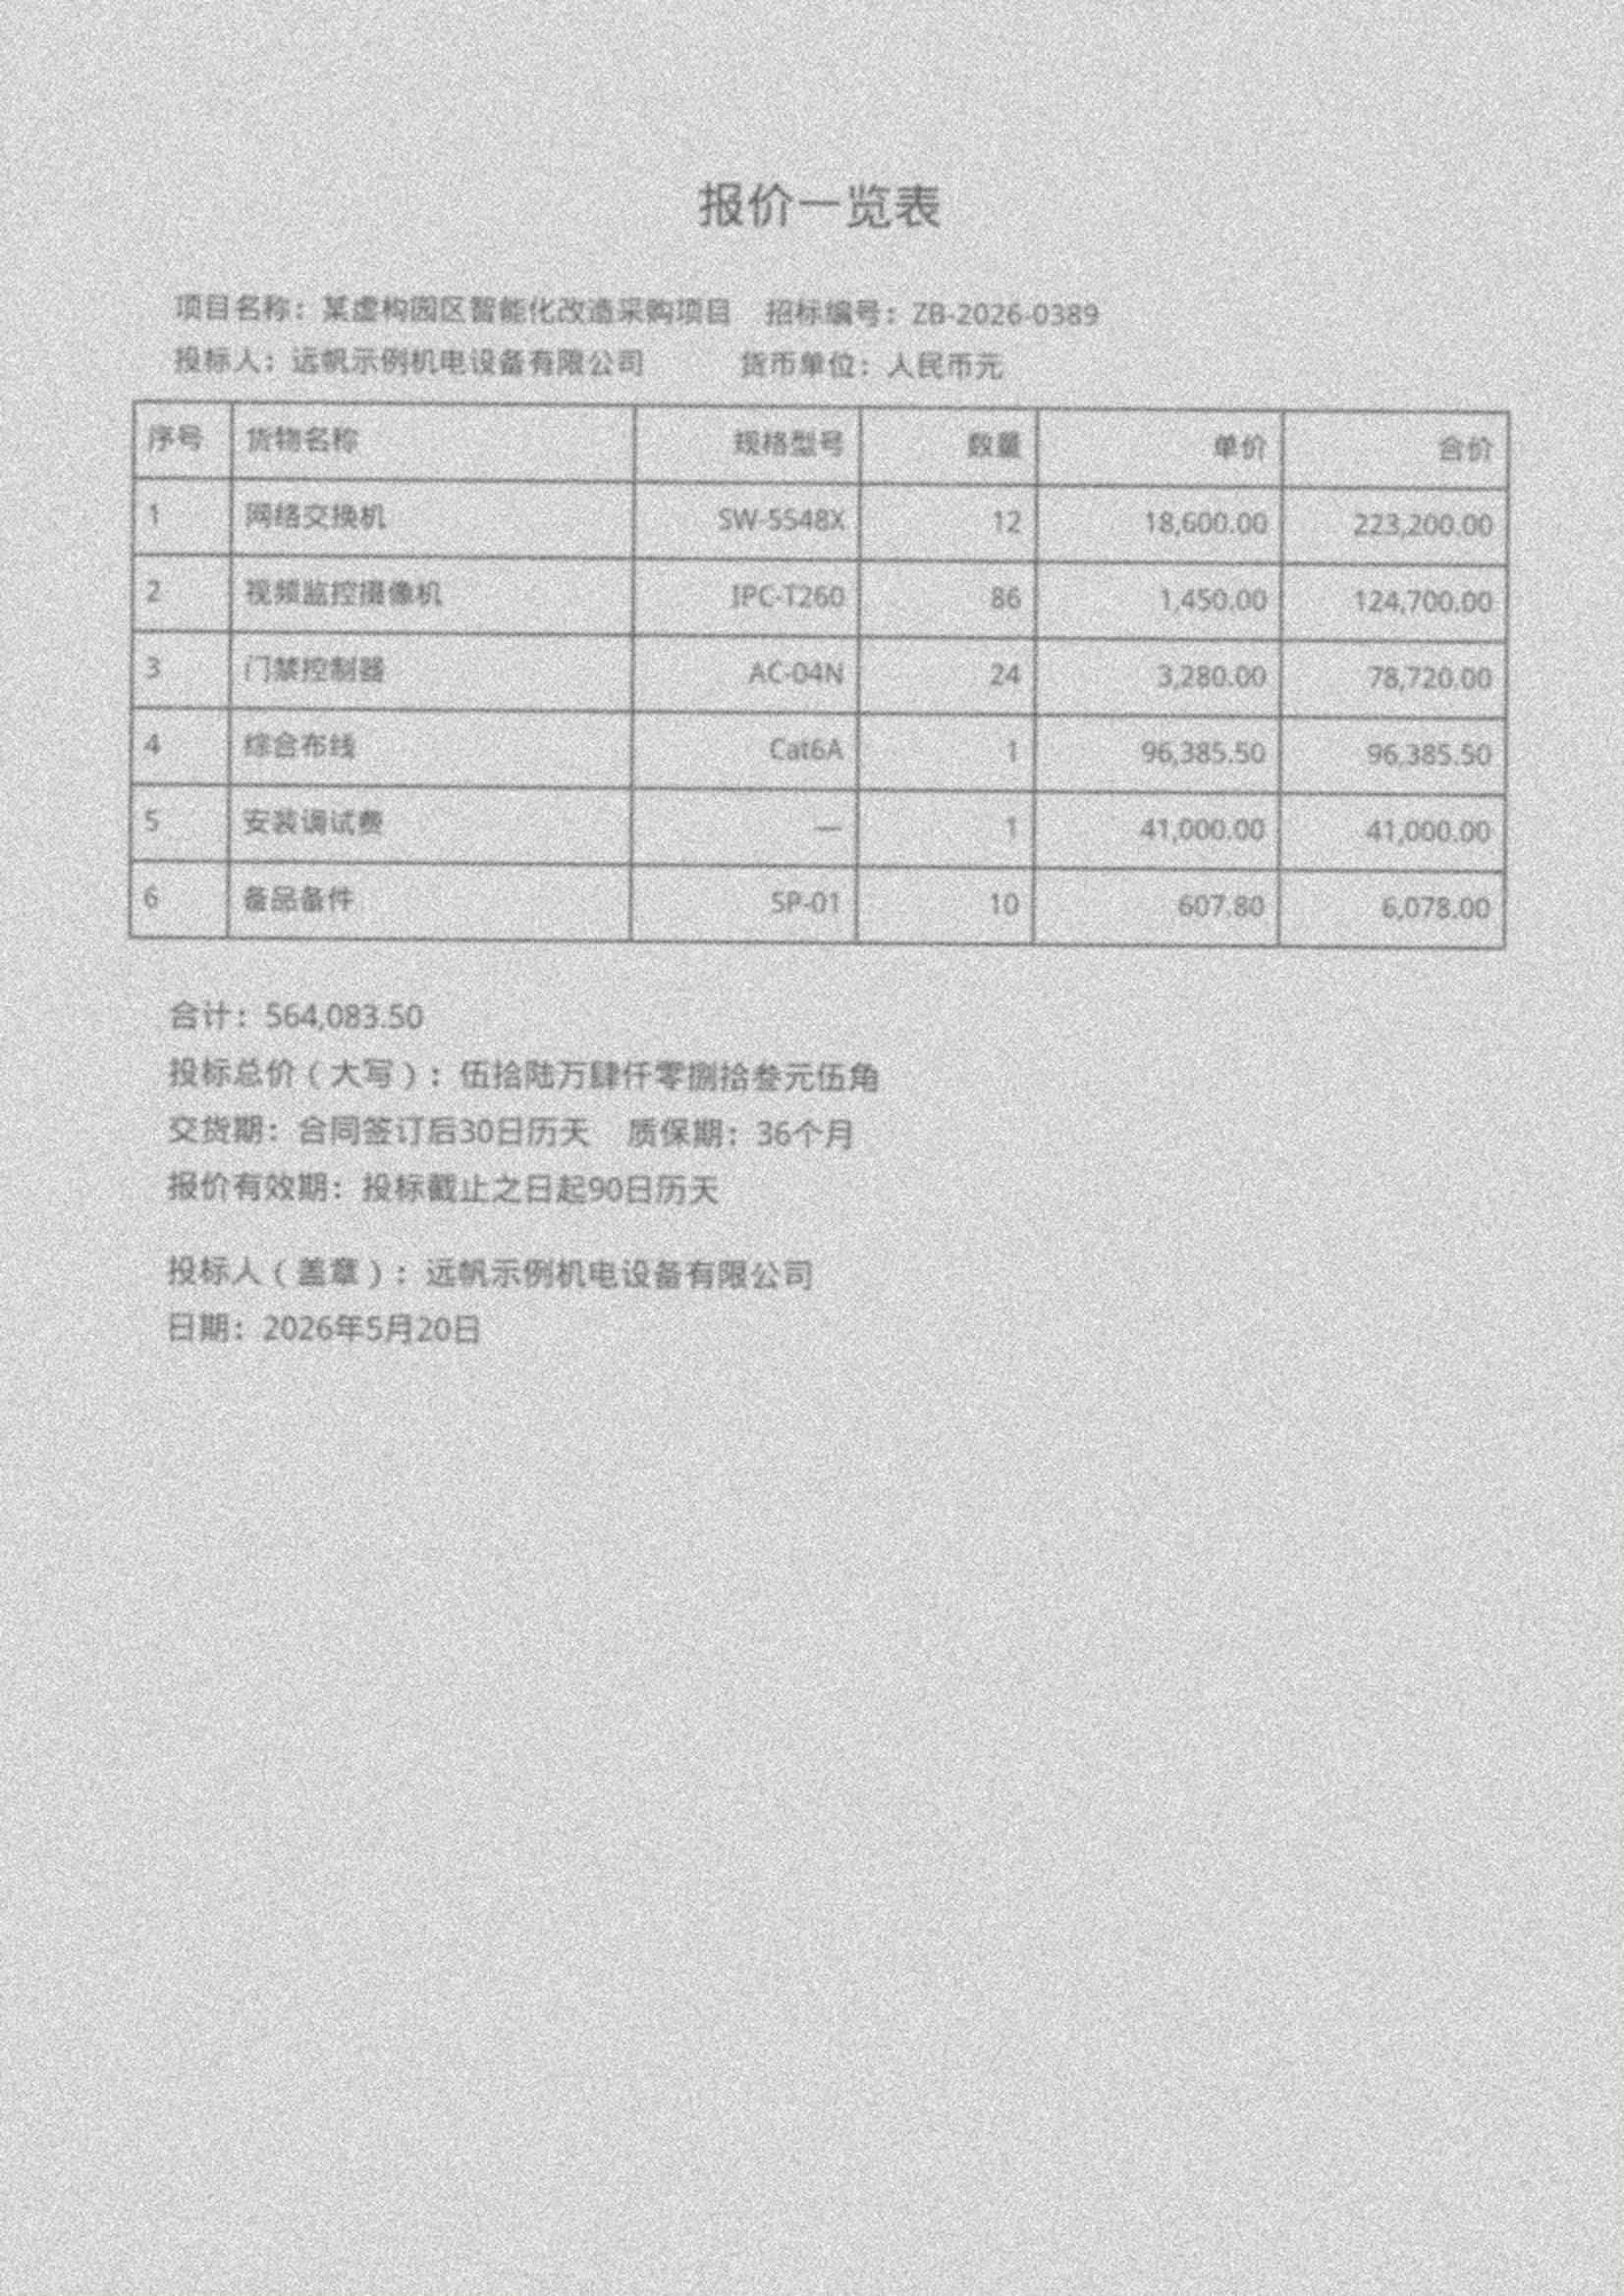 报价一览表
项目名称：某虚构园区智能化改造采购项目 招标编号：ZB-2026-0389
投标人：远帆示例机电设备有限公司 货币单位：人民币元
序号 货物名称 规格型号 数量 单价 合价
1 网络交换机 SW-5548X 12 18,600.00 223,200.00
2 视频监控摄像机 IPC-T260 86 1,450.00 124,700.00
3 门禁控制器 AC-04N 24 3,280.00 78,720.00
4 综合布线 Cat6A 1 96,385.50 96,385.50
5 安装调试费 — 1 41,000.00 41,000.00
6 备品备件 SP-01 10 607.80 6,078.00
合计：564,083.50
投标总价（大写）：伍拾陆万肆仟零捌拾叁元伍角
交货期：合同签订后30日历天 质保期：36个月
报价有效期：投标截止之日起90日历天
投标人（盖章）：远帆示例机电设备有限公司
日期：2026年5月20日